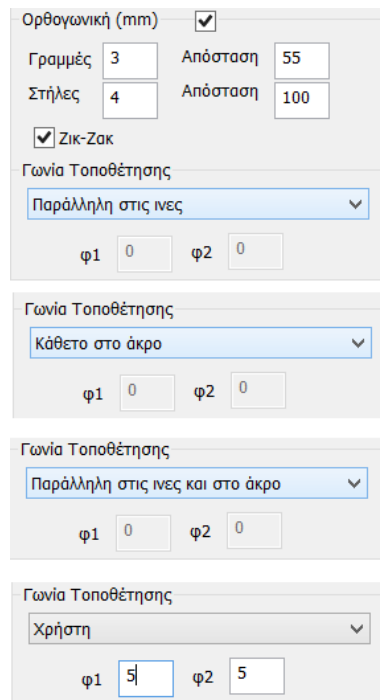 Ορθογωνική (mm)
Γραμμές 3 Απόσταση 55
Στήλες 4 Απόσταση 100
Ζικ-Ζακ
Γωνία Τοποθέτησης
Παράλληλη στις ινες
φ1 0 φ2 0
Γωνία Τοποθέτησης
Κάθετο στο άκρο
φ1 0 φ2 0
Γωνία Τοποθέτησης
Παράλληλη στις ινες και στο άκρο
φ1 0 φ2 0
Γωνία Τοποθέτησης
Χρήστη
φ1 5 φ2 5